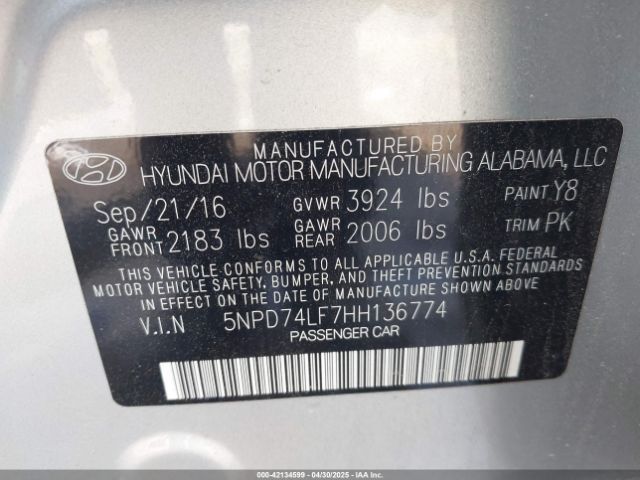 MANUFACTURED BY
HYUNDAI MOTOR MANUFACTURING ALABAMA, LLC
Sep/21/16 GVWR 3924 lbs PAINT Y8
GAWR FRONT 2183 lbs GAWR REAR 2006 lbs TRIM PK
THIS VEHICLE CONFORMS TO ALL APPLICABLE U.S.A. FEDERAL
MOTOR VEHICLE SAFETY, BUMPER, AND THEFT PREVENTION STANDARDS
IN EFFECT ON THE DATE OF MANUFACTURE SHOWN ABOVE
V.I.N 5NPD74LF7HH136774
PASSENGER CAR
000-42134599 - 04/30/2025 - IAA Inc. All Rights Reserved